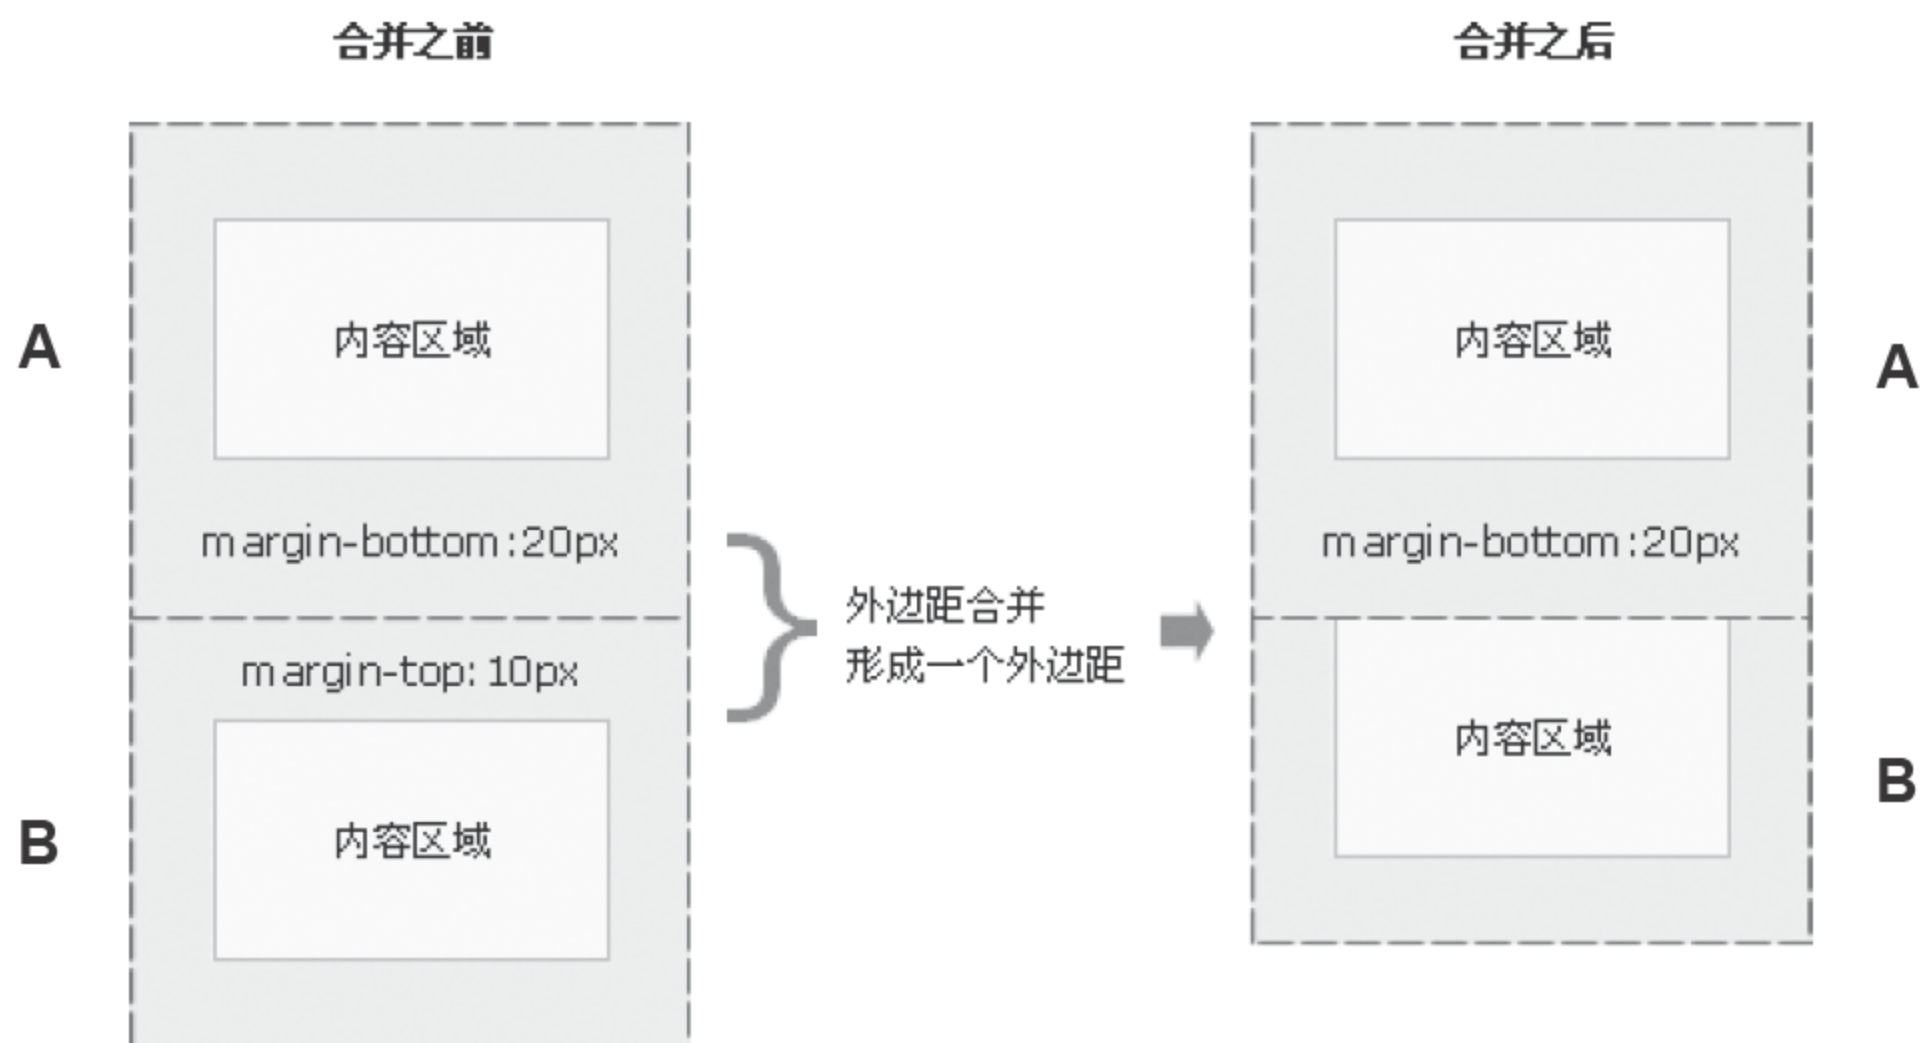 合并之前
合并之后
A
内容区域
margin-bottom:20px
margin-top:10px
B
内容区域
外边距合并
形成一个外边距
内容区域
A
margin-bottom:20px
内容区域
B